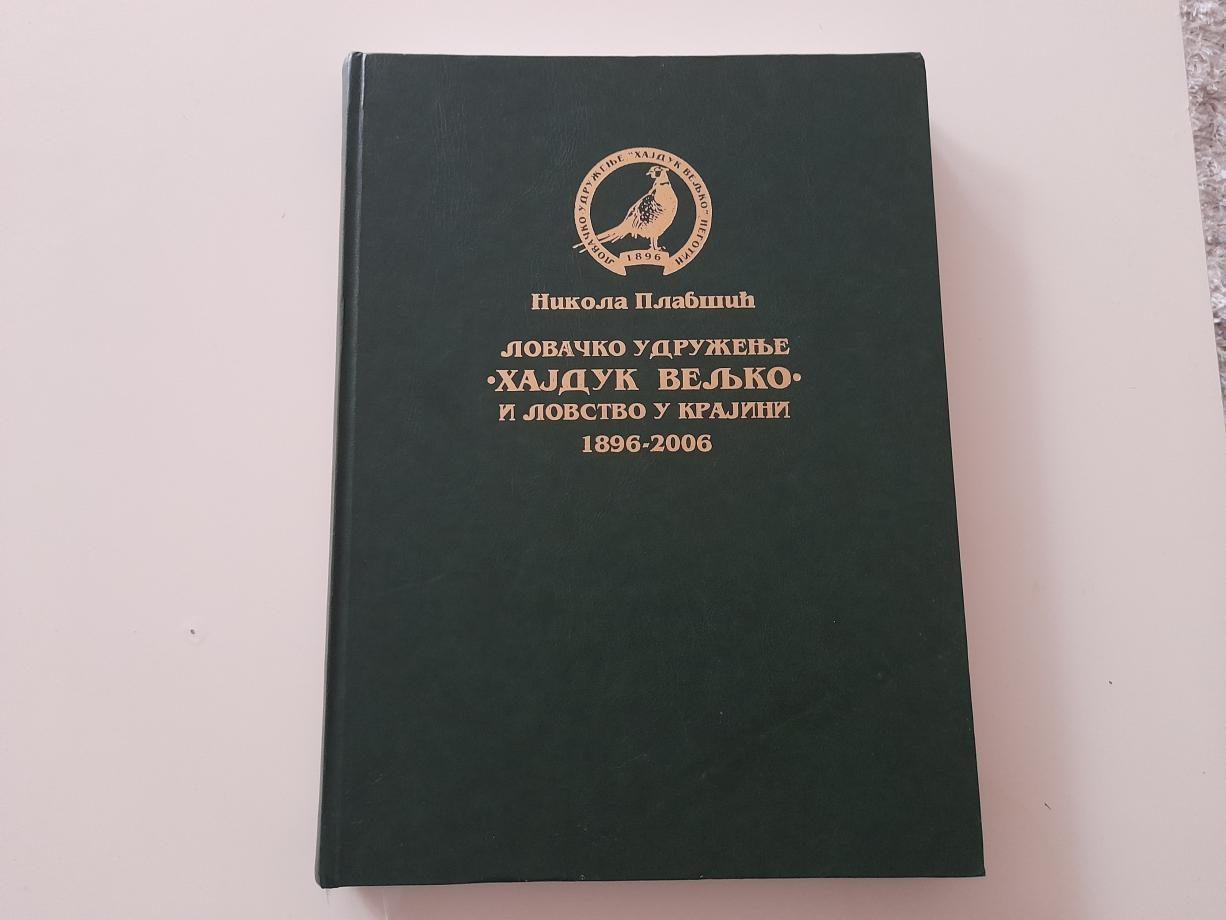 ЛОВАЧКО УДРУЖЕЊЕ "ХАЈДУК ВЕЉКО" НЕГОТИН
1896
Никола Плавшић
ЛОВАЧКО УДРУЖЕЊЕ
•ХАЈДУК ВЕЉКО•
И ЛОВСТВО У КРАЈИНИ
1896-2006